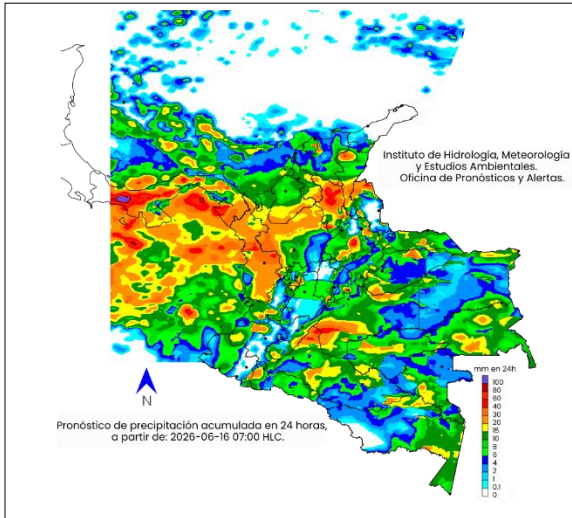 Instituto de Hidrología, Meteorología
y Estudios Ambientales.
Oficina de Pronósticos y Alertas.
N
Pronóstico de precipitación acumulada en 24 horas,
a partir de: 2026-06-16 07:00 HLC.
mm en 24h
100
80
60
40
30
20
15
10
8
6
4
2
1
0.1
0